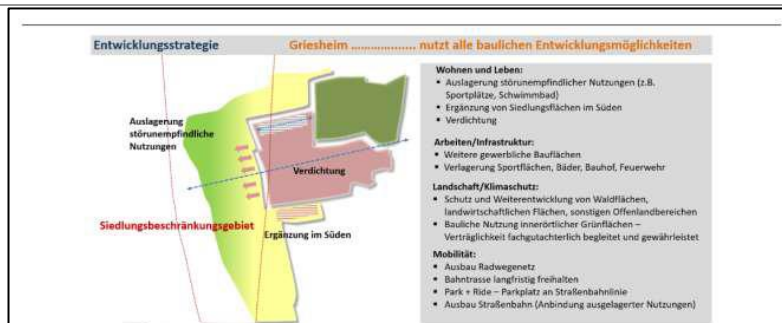 Entwicklungsstrategie
Griesheim ................... nutzt alle baulichen Entwicklungsmöglichkeiten
Auslagerung
störunempfindliche
Nutzungen
Verdichtung
Siedlungsbeschränkungsgebiet
Ergänzung im Süden
Wohnen und Leben:
▪ Auslagerung störunempfindlicher Nutzungen (z.B.
Sportplätze, Schwimmbad)
▪ Ergänzung von Siedlungsflächen im Süden
▪ Verdichtung
Arbeiten/Infrastruktur:
▪ Weitere gewerbliche Bauflächen
▪ Verlagerung Sportflächen, Bäder, Bauhof, Feuerwehr
Landschaft/Klimaschutz:
▪ Schutz und Weiterentwicklung von Waldflächen,
landwirtschaftlichen Flächen, sonstigen Offenlandbereichen
▪ Bauliche Nutzung innerörtlicher Grünflächen –
Verträglichkeit fachgutachterlich begleitet und gewährleistet
Mobilität:
▪ Ausbau Radwegenetz
▪ Bahntrasse langfristig freihalten
▪ Park + Ride – Parkplatz an Straßenbahnlinie
▪ Ausbau Straßenbahn (Anbindung ausgelagerter Nutzungen)